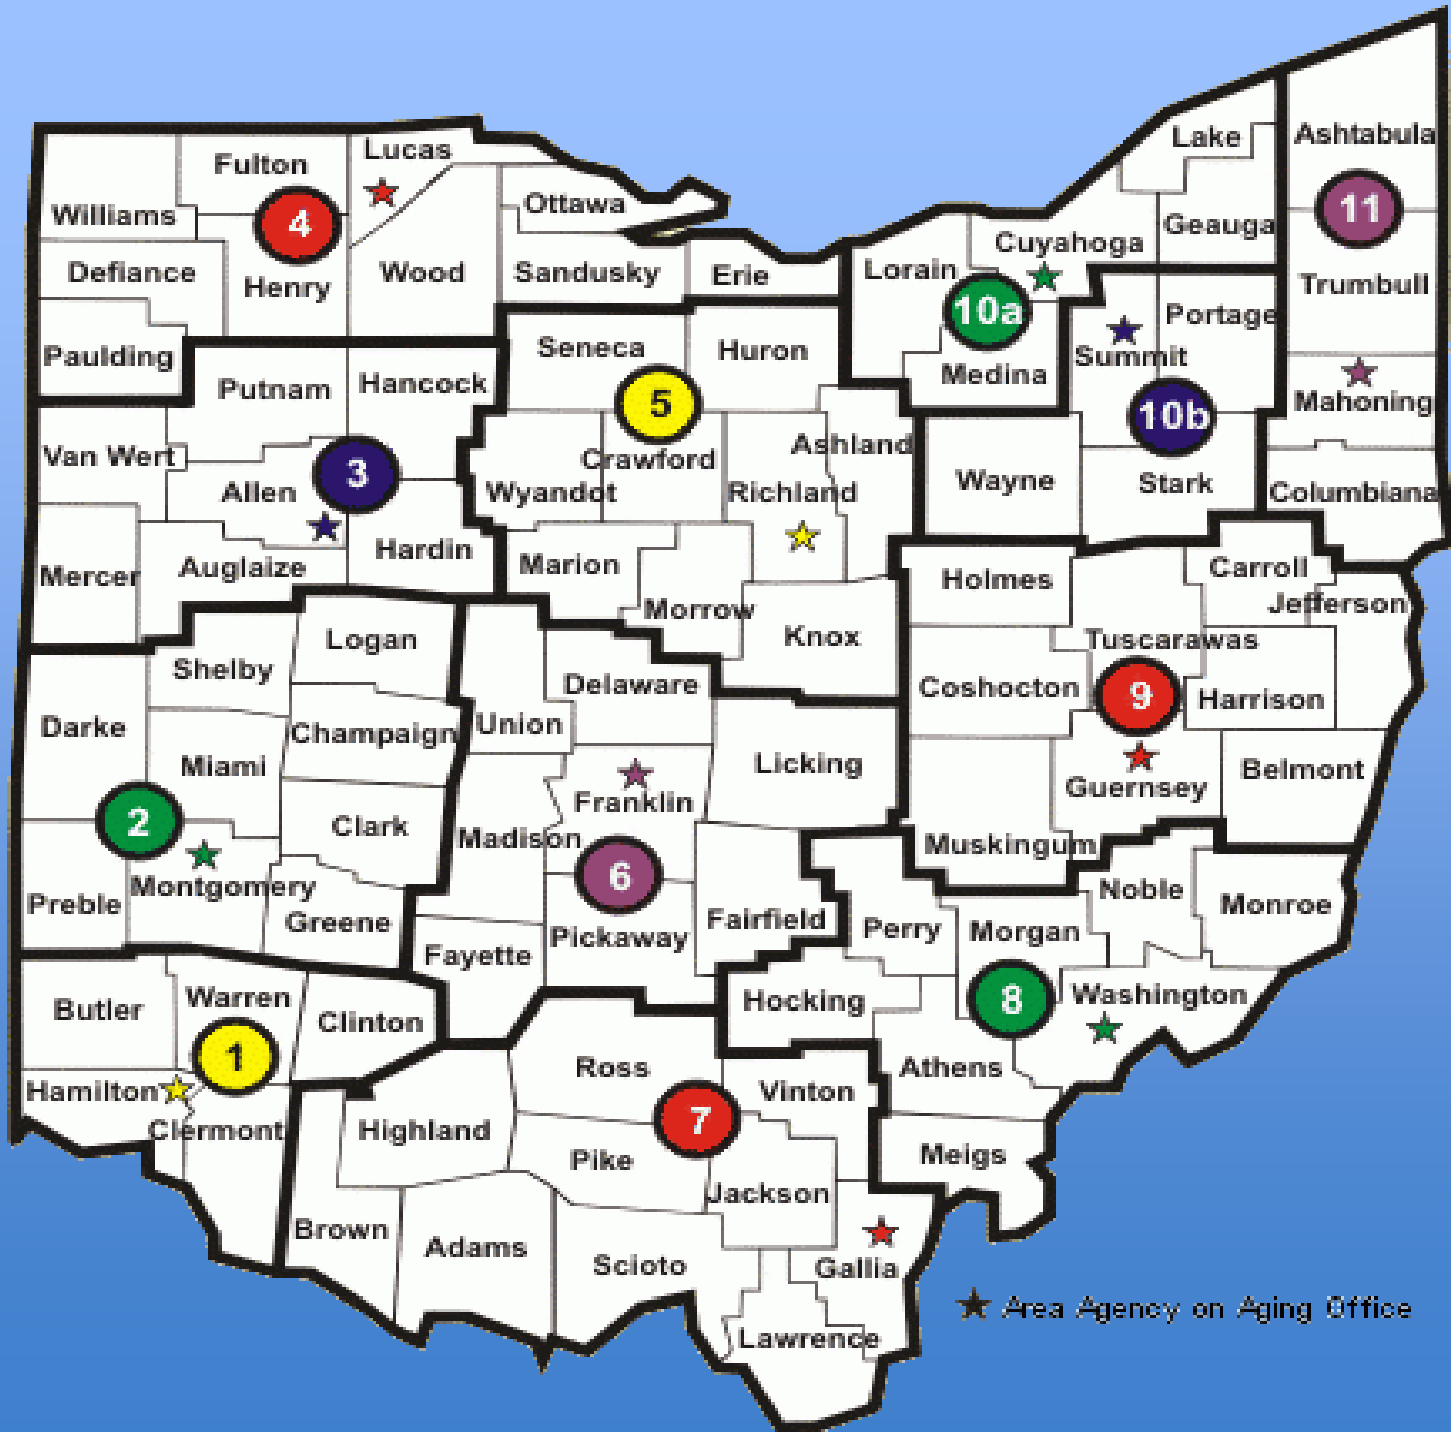 Lake
Ashtabula
Lucas
Fulton
Ottawa
11
Williams
4
Geauga
Cuyahoga
Defiance
Wood
Sandusky
Erie
Lorain
Henry
Trumbull
10a
Portage
Paulding
Seneca
Huron
Summit
Medina
Putnam
Hancock
5
Mahoning
10b
Van Wert
Ashland
Crawford
3
Wayne
Stark
Allen
Wyandot
Richland
Columbiana
Hardin
Marion
Auglaize
Mercer
Holmes
Carroll
Jefferson
Morrow
Knox
Logan
Tuscarawas
Shelby
Delaware
Coshocton
9
Harrison
Darke
Union
Champaign
Miami
Licking
Belmont
Guernsey
Franklin
2
Clark
Madison
Muskingum
6
Montgomery
Noble
Preble
Monroe
Greene
Fairfield
Perry
Morgan
Pickaway
Fayette
Warren
Hocking
8
Washington
Butler
Clinton
1
Ross
Athens
Hamilton
Vinton
7
Clermont
Highland
Pike
Meigs
Jackson
Brown
Adams
Scioto
Gallia
Area Agency on Aging Office
Lawrence